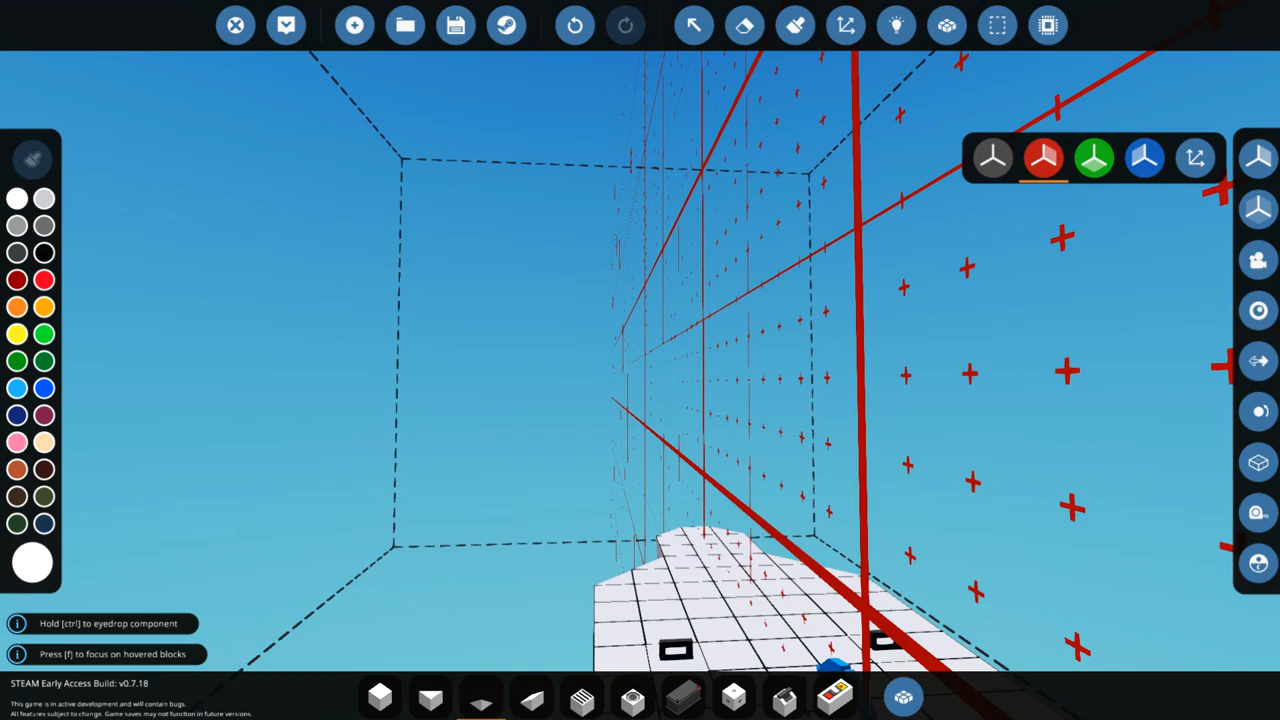 Hold [ctrl] to eyedrop component
Press [f] to focus on hovered blocks
STEAM Early Access Build: v0.7.18
This game is in active development and will contain bugs.
All features subject to change. Game saves may not function in future versions.